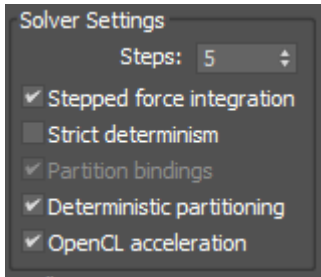 Solver Settings
Steps: 5
Stepped force integration
Strict determinism
Partition bindings
Deterministic partitioning
OpenCL acceleration